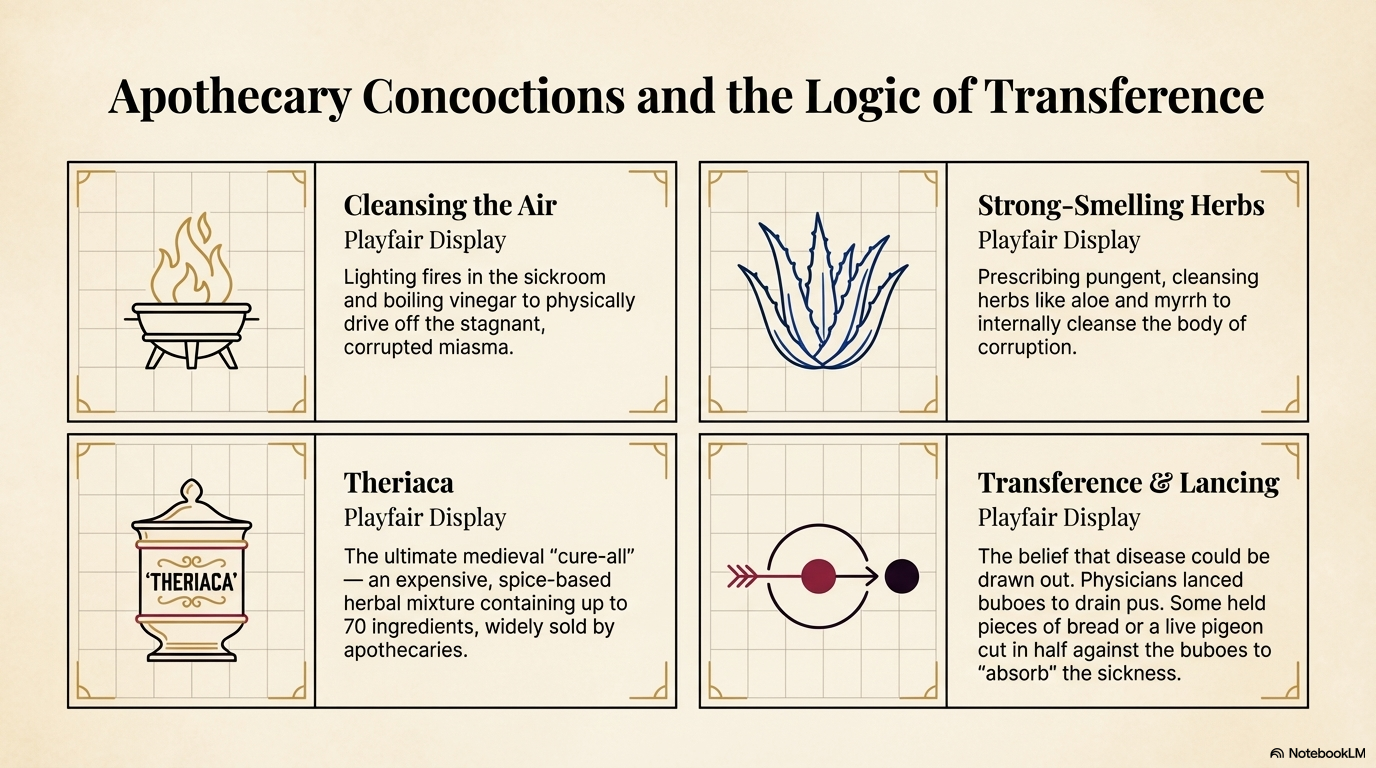 Apothecary Concoctions and the Logic of Transference
Cleansing the Air
Playfair Display
Lighting fires in the sickroom
and boiling vinegar to physically
drive off the stagnant,
corrupted miasma.
Strong-Smelling Herbs
Playfair Display
Prescribing pungent, cleansing
herbs like aloe and myrrh to
internally cleanse the body of
corruption.
‘THERIACA’
Theriaca
Playfair Display
The ultimate medieval “cure-all”
— an expensive, spice-based
herbal mixture containing up to
70 ingredients, widely sold by
apothecaries.
Transference & Lancing
Playfair Display
The belief that disease could be
drawn out. Physicians lanced
buboes to drain pus. Some held
pieces of bread or a live pigeon
cut in half against the buboes to
“absorb” the sickness.
NotebookLM